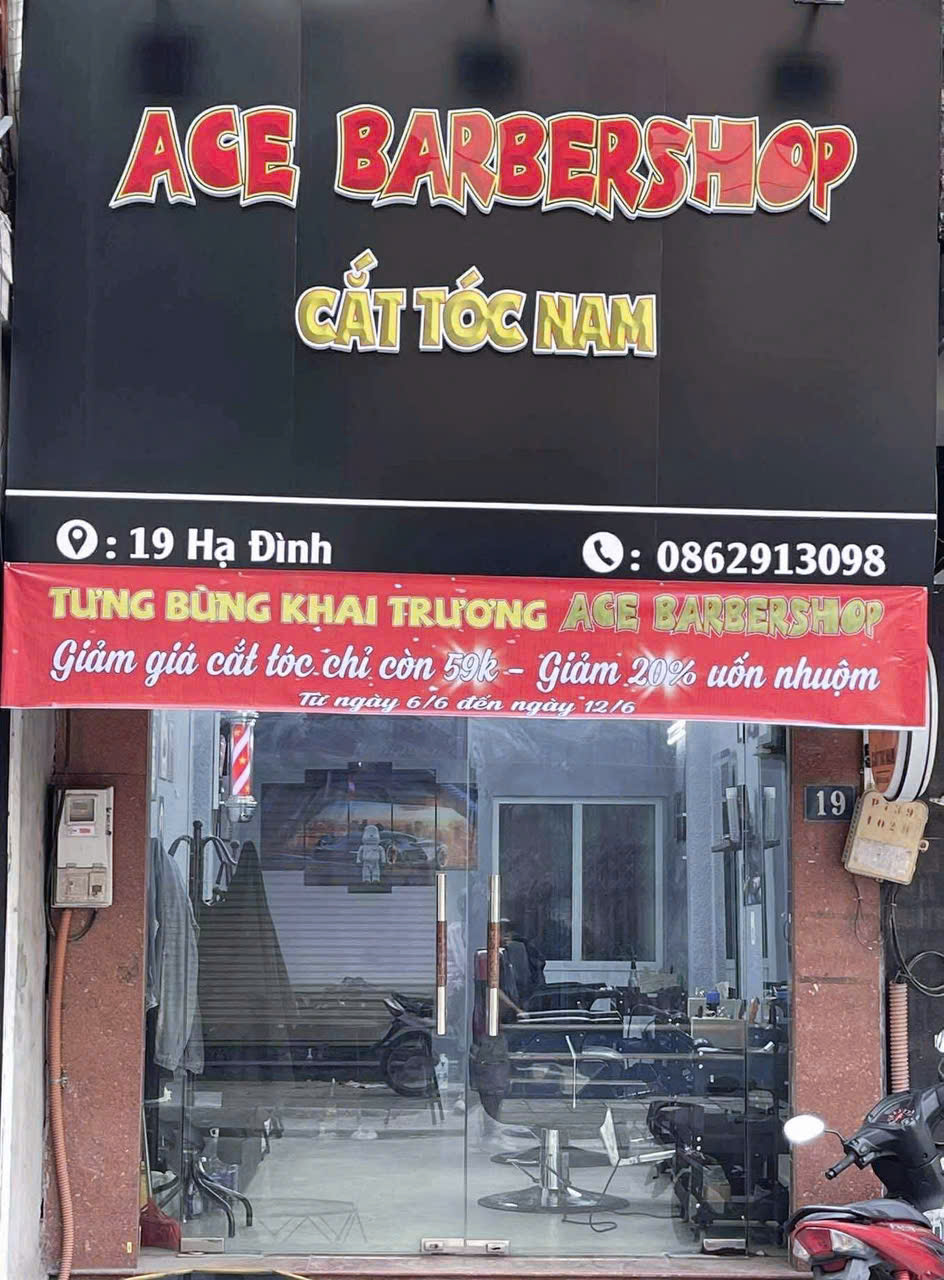 ACE BARBERSHOP
CẮT TÓC NAM
: 19 Hạ Đình
: 0862913098
TƯNG BỪNG KHAI TRƯƠNG ACE BARBERSHOP
Giảm giá cắt tóc chỉ còn 59k - Giảm 20% uốn nhuộm
Từ ngày 6/6 đến ngày 12/6
19